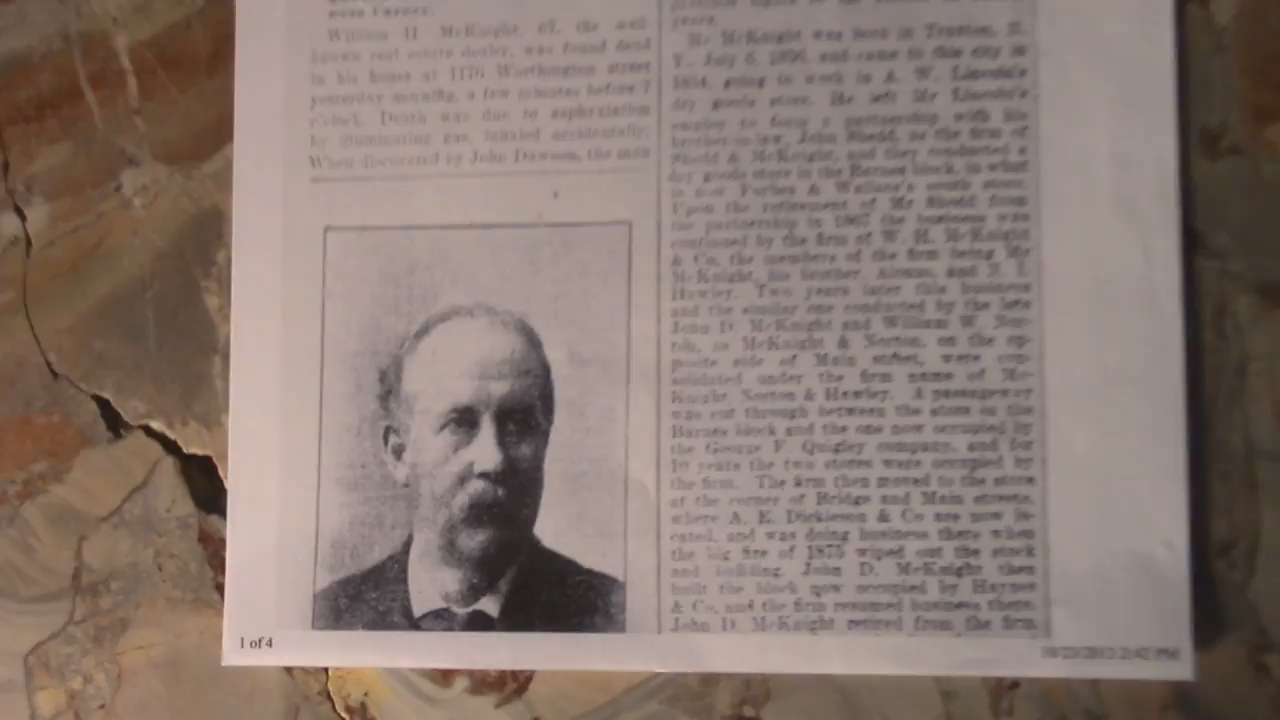 William H. McKnight, 67, the well
known real estate dealer, was found dead
in his home at 1170 Worthington street
yesterday morning, a few minutes before 7
o'clock. Death was due to asphyxiation
by illuminating gas, inhaled accidentally.
When discovered by John Dawson, the man
years.
Mr McKnight was born in Truxton, N.
Y., July 6, and came to this city in
1854, going to work in A. W. Lincoln's
dry goods store. He left Mr Lincoln's
employ to form a partnership with his
brother-in-law, John Shedd, as the firm of
Shedd & McKnight, and they conducted a
dry goods store in the Barnes block, in what
is now Forbes & Wallace's south store.
Upon the retirement of Mr Shedd from
the partnership in 1867 the business was
continued by the firm of W. H. McKnight
& Co, the members of the firm being Mr
McKnight, his brother, Alonzo, and
Hawley. Two years later this business
and the similar one conducted by the late
John D. McKnight and William W. Nor-
ton, as McKnight & Norton, on the op-
posite side of Main street, were con-
solidated under the firm name of Mc-
Knight, Norton & Hawley. A passageway
was cut through between the store in the
Barnes block and the one now occupied by
the George F. Quigley company, and for
10 years the two stores were occupied by
the firm. The firm then moved to the store
at the corner of Bridge and Main streets,
where A. E. Dickinson & Co are now lo-
cated, and was doing business there when
the big fire of 1875 wiped out the stock
and building. John D. McKnight then
built the block now occupied by Haynes
& Co, and the firm resumed business there.
John D. McKnight retired from the firm
1 of 4
10/23/2013 2:42 PM